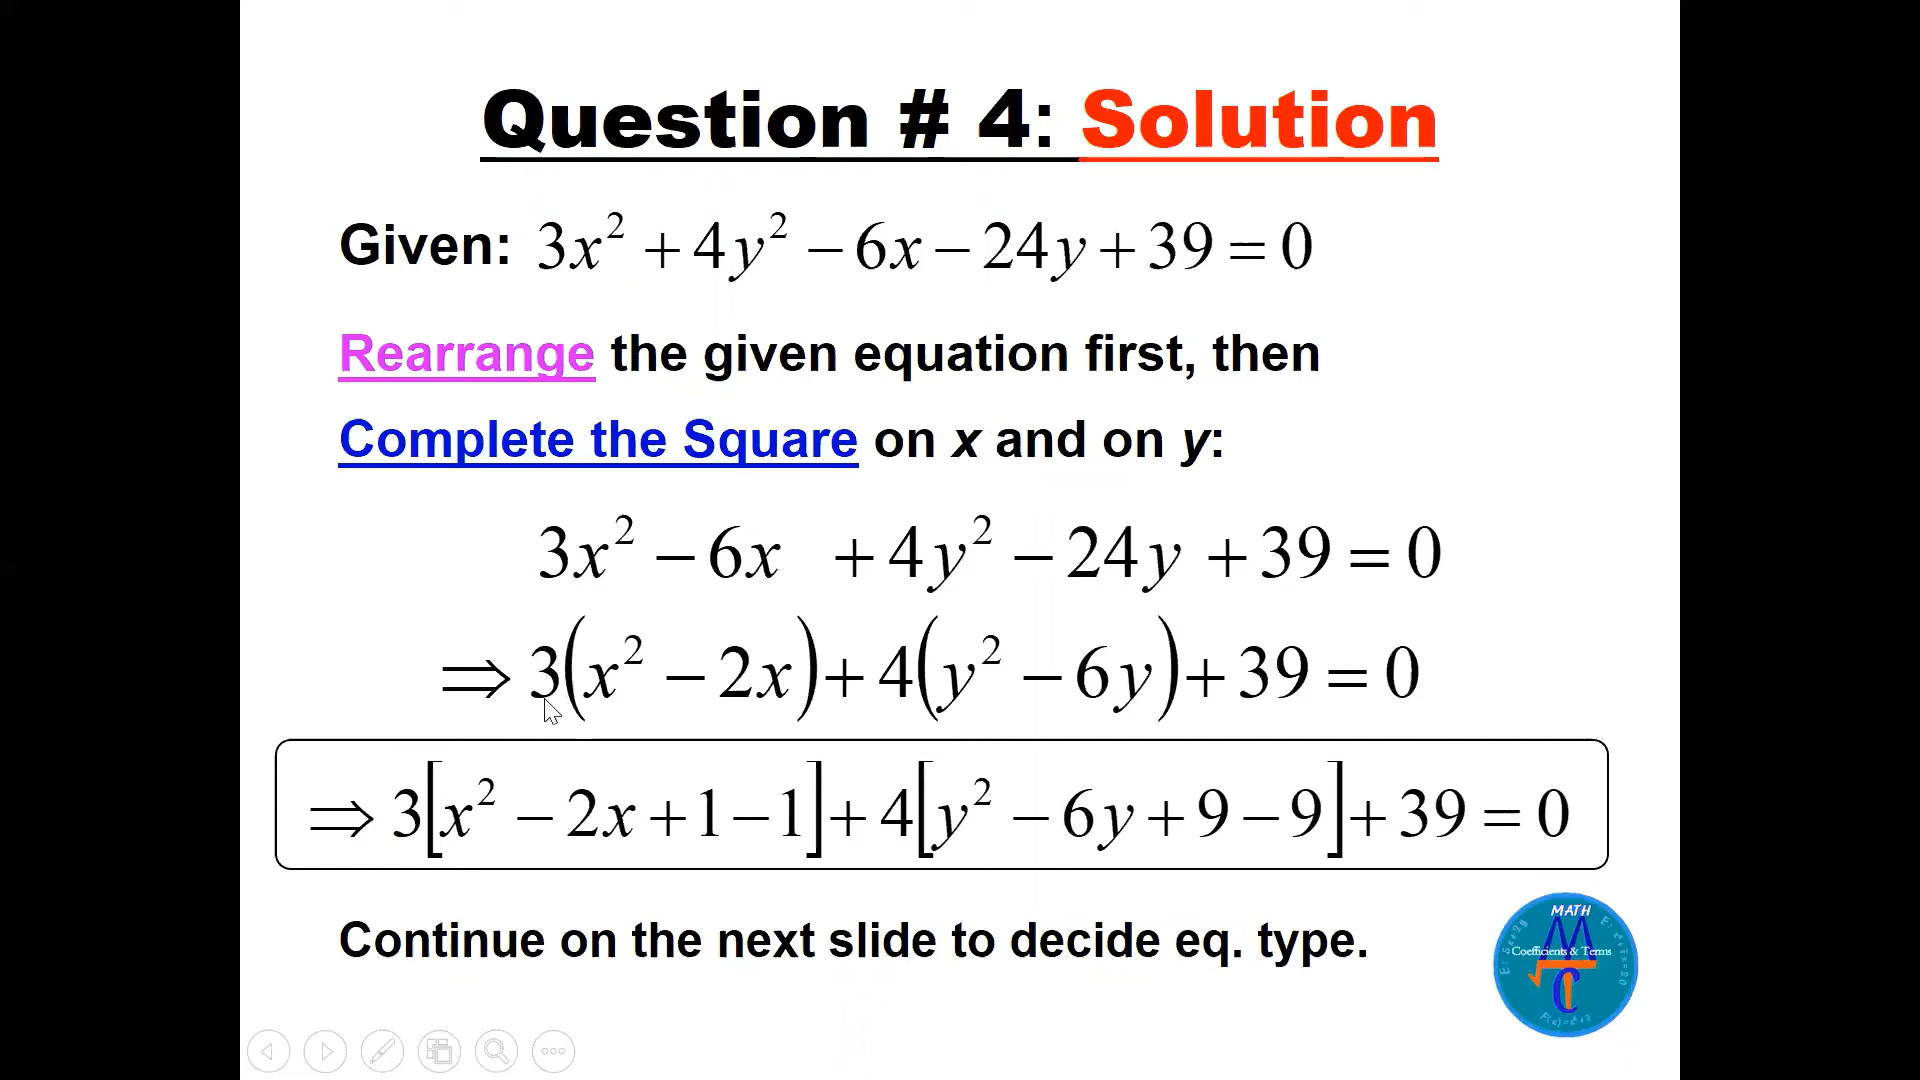 Question # 4: Solution
Given: 3x² + 4y² − 6x − 24y + 39 = 0
Rearrange the given equation first, then
Complete the Square on x and on y:
3x² − 6x + 4y² − 24y + 39 = 0
⇒ 3(x² − 2x) + 4(y² − 6y) + 39 = 0
⇒ 3[x² − 2x + 1 − 1] + 4[y² − 6y + 9 − 9] + 39 = 0
Continue on the next slide to decide eq. type.
MATH
Coefficients & Terms